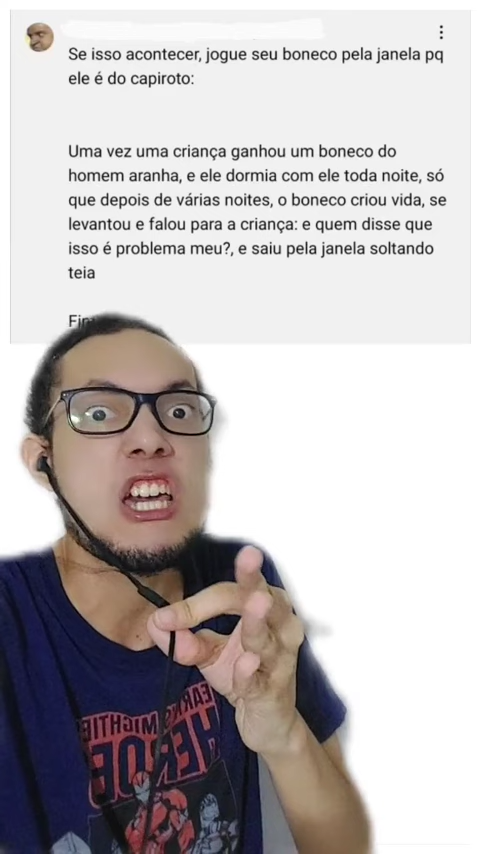 Se isso acontecer, jogue seu boneco pela janela pq
ele é do capiroto:
Uma vez uma criança ganhou um boneco do
homem aranha, e ele dormia com ele toda noite, só
que depois de várias noites, o boneco criou vida, se
levantou e falou para a criança: e quem disse que
isso é problema meu?, e saiu pela janela soltando
teia